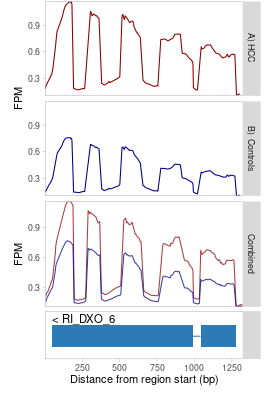 0.9
0.6
0.3
A) HCC
FPM
0.9
0.6
0.3
B) Controls
FPM
0.9
0.6
0.3
Combined
FPM
< RI_DXO_6
250 500 750 1000 1250
Distance from region start (bp)